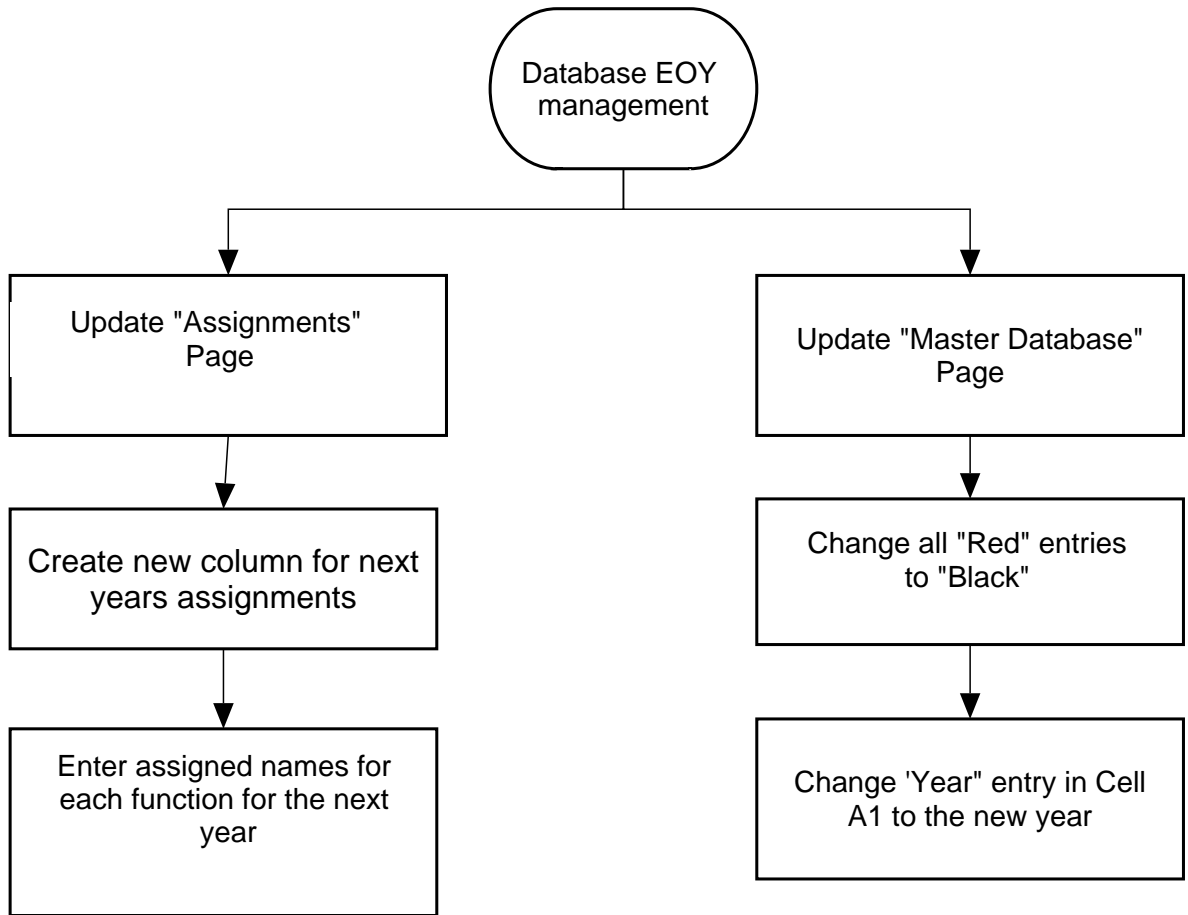 Database EOY
management
Update "Assignments"
Page
Create new column for next
years assignments
Enter assigned names for
each function for the next
year
Update "Master Database"
Page
Change all "Red" entries
to "Black"
Change 'Year" entry in Cell
A1 to the new year